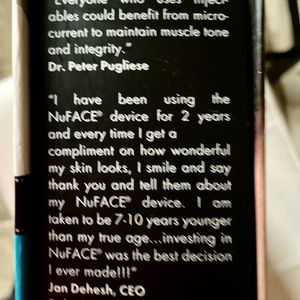 "Everyone who uses inject-
ables could benefit from micro-
current to maintain muscle tone
and integrity."
Dr. Peter Pugliese
"I have been using the
NuFACE® device for 2 years
and every time I get a
compliment on how wonderful
my skin looks, I smile and say
thank you and tell them about
my NuFACE® device. I am
taken to be 7-10 years younger
than my true age...investing in
NuFACE® was the best decision
I ever made!!!"
Jan Dehesh, CEO